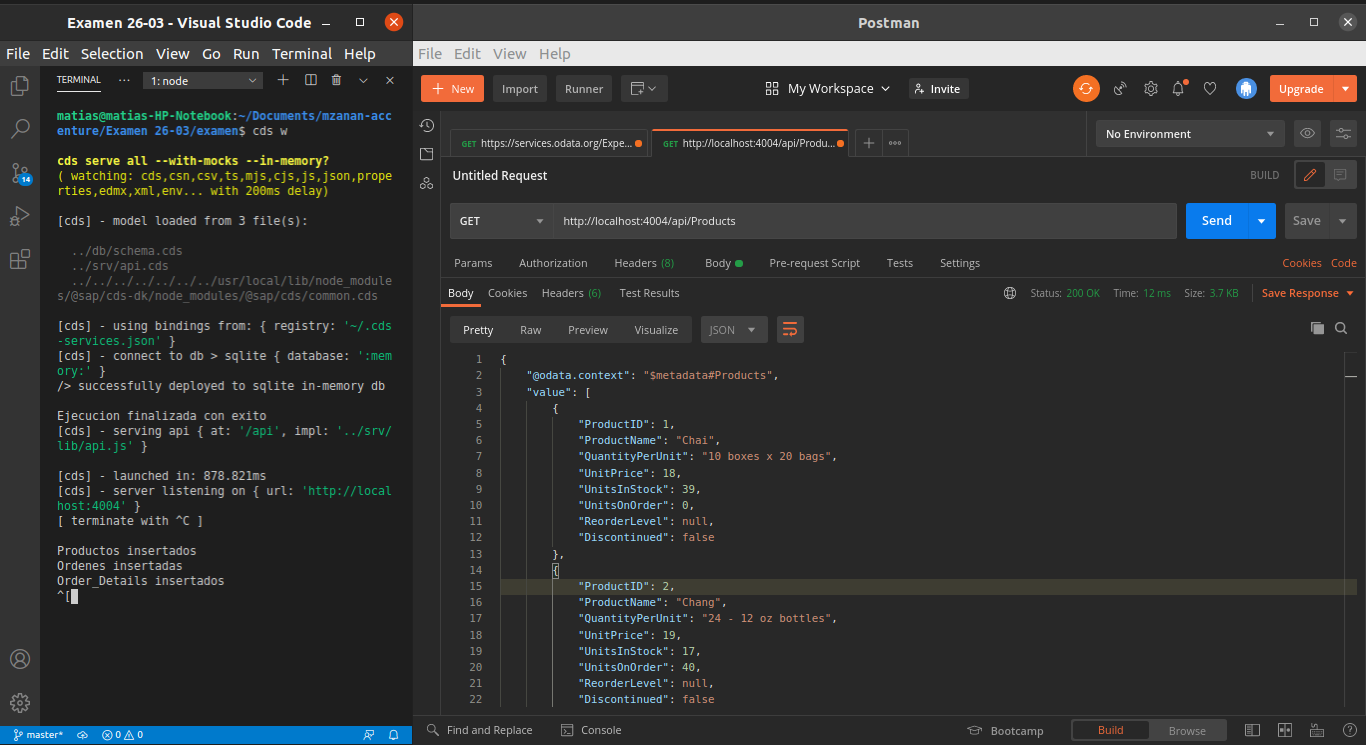 Examen 26-03 - Visual Studio Code
File Edit Selection View Go Run Terminal Help
TERMINAL ··· 1: node
matias@matias-HP-Notebook:~/Documents/mzanan-acc
enture/Examen 26-03/examen$ cds w
cds serve all --with-mocks --in-memory?
( watching: cds,csn,csv,ts,mjs,cjs,js,json,prope
rties,edmx,xml,env... with 200ms delay)
[cds] - model loaded from 3 file(s):
../db/schema.cds
../srv/api.cds
../../../../../../../usr/local/lib/node_module
s/@sap/cds-dk/node_modules/@sap/cds/common.cds
[cds] - using bindings from: { registry: '~/.cds
-services.json' }
[cds] - connect to db > sqlite { database: ':mem
ory:' }
/> successfully deployed to sqlite in-memory db
Ejecucion finalizada con exito
[cds] - serving api { at: '/api', impl: '../srv/
lib/api.js' }
[cds] - launched in: 878.821ms
[cds] - server listening on { url: 'http://local
host:4004' }
[ terminate with ^C ]
Productos insertados
Ordenes insertadas
Order_Details insertados
^[
14
master* 0 0
Postman
File Edit View Help
New Import Runner My Workspace Invite Upgrade
GET https://services.odata.org/Expe... GET http://localhost:4004/api/Produ... No Environment
Untitled Request BUILD
GET http://localhost:4004/api/Products Send Save
Params Authorization Headers (8) Body Pre-request Script Tests Settings Cookies Code
Body Cookies Headers (6) Test Results Status: 200 OK Time: 12 ms Size: 3.7 KB Save Response
Pretty Raw Preview Visualize JSON
1 {
2 "@odata.context": "$metadata#Products",
3 "value": [
4 {
5 "ProductID": 1,
6 "ProductName": "Chai",
7 "QuantityPerUnit": "10 boxes x 20 bags",
8 "UnitPrice": 18,
9 "UnitsInStock": 39,
10 "UnitsOnOrder": 0,
11 "ReorderLevel": null,
12 "Discontinued": false
13 },
14 {
15 "ProductID": 2,
16 "ProductName": "Chang",
17 "QuantityPerUnit": "24 - 12 oz bottles",
18 "UnitPrice": 19,
19 "UnitsInStock": 17,
20 "UnitsOnOrder": 40,
21 "ReorderLevel": null,
22 "Discontinued": false
Find and Replace Console Bootcamp Build Browse